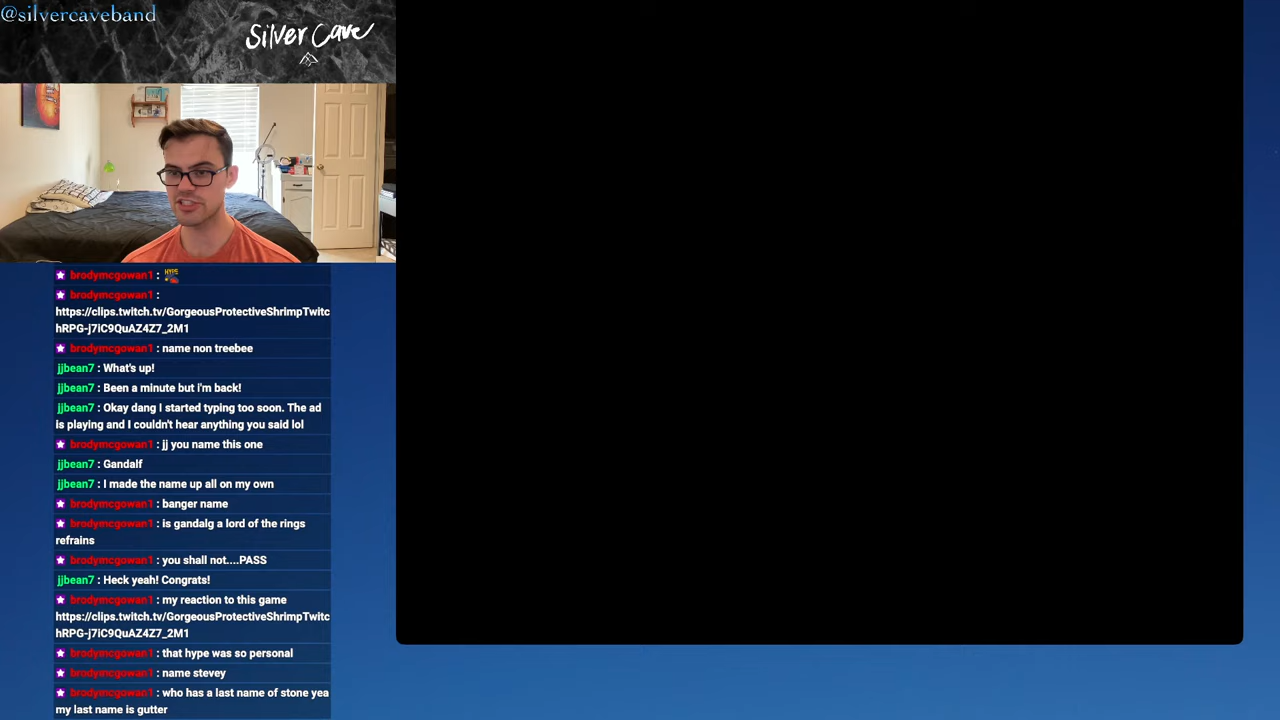 @silvercaveband
Silver Cave
brodymcgowan1 : HYPE
brodymcgowan1 :
https://clips.twitch.tv/GorgeousProtectiveShrimpTwitc
hRPG-j7iC9QuAZ4Z7_2M1
brodymcgowan1 : name non treebee
jjbean7 : What's up!
jjbean7 : Been a minute but i'm back!
jjbean7 : Okay dang I started typing too soon. The ad
is playing and I couldn't hear anything you said lol
brodymcgowan1 : jj you name this one
jjbean7 : Gandalf
jjbean7 : I made the name up all on my own
brodymcgowan1 : banger name
brodymcgowan1 : is gandalg a lord of the rings
refrains
brodymcgowan1 : you shall not....PASS
jjbean7 : Heck yeah! Congrats!
brodymcgowan1 : my reaction to this game
https://clips.twitch.tv/GorgeousProtectiveShrimpTwitc
hRPG-j7iC9QuAZ4Z7_2M1
brodymcgowan1 : that hype was so personal
brodymcgowan1 : name stevey
brodymcgowan1 : who has a last name of stone yea
my last name is gutter